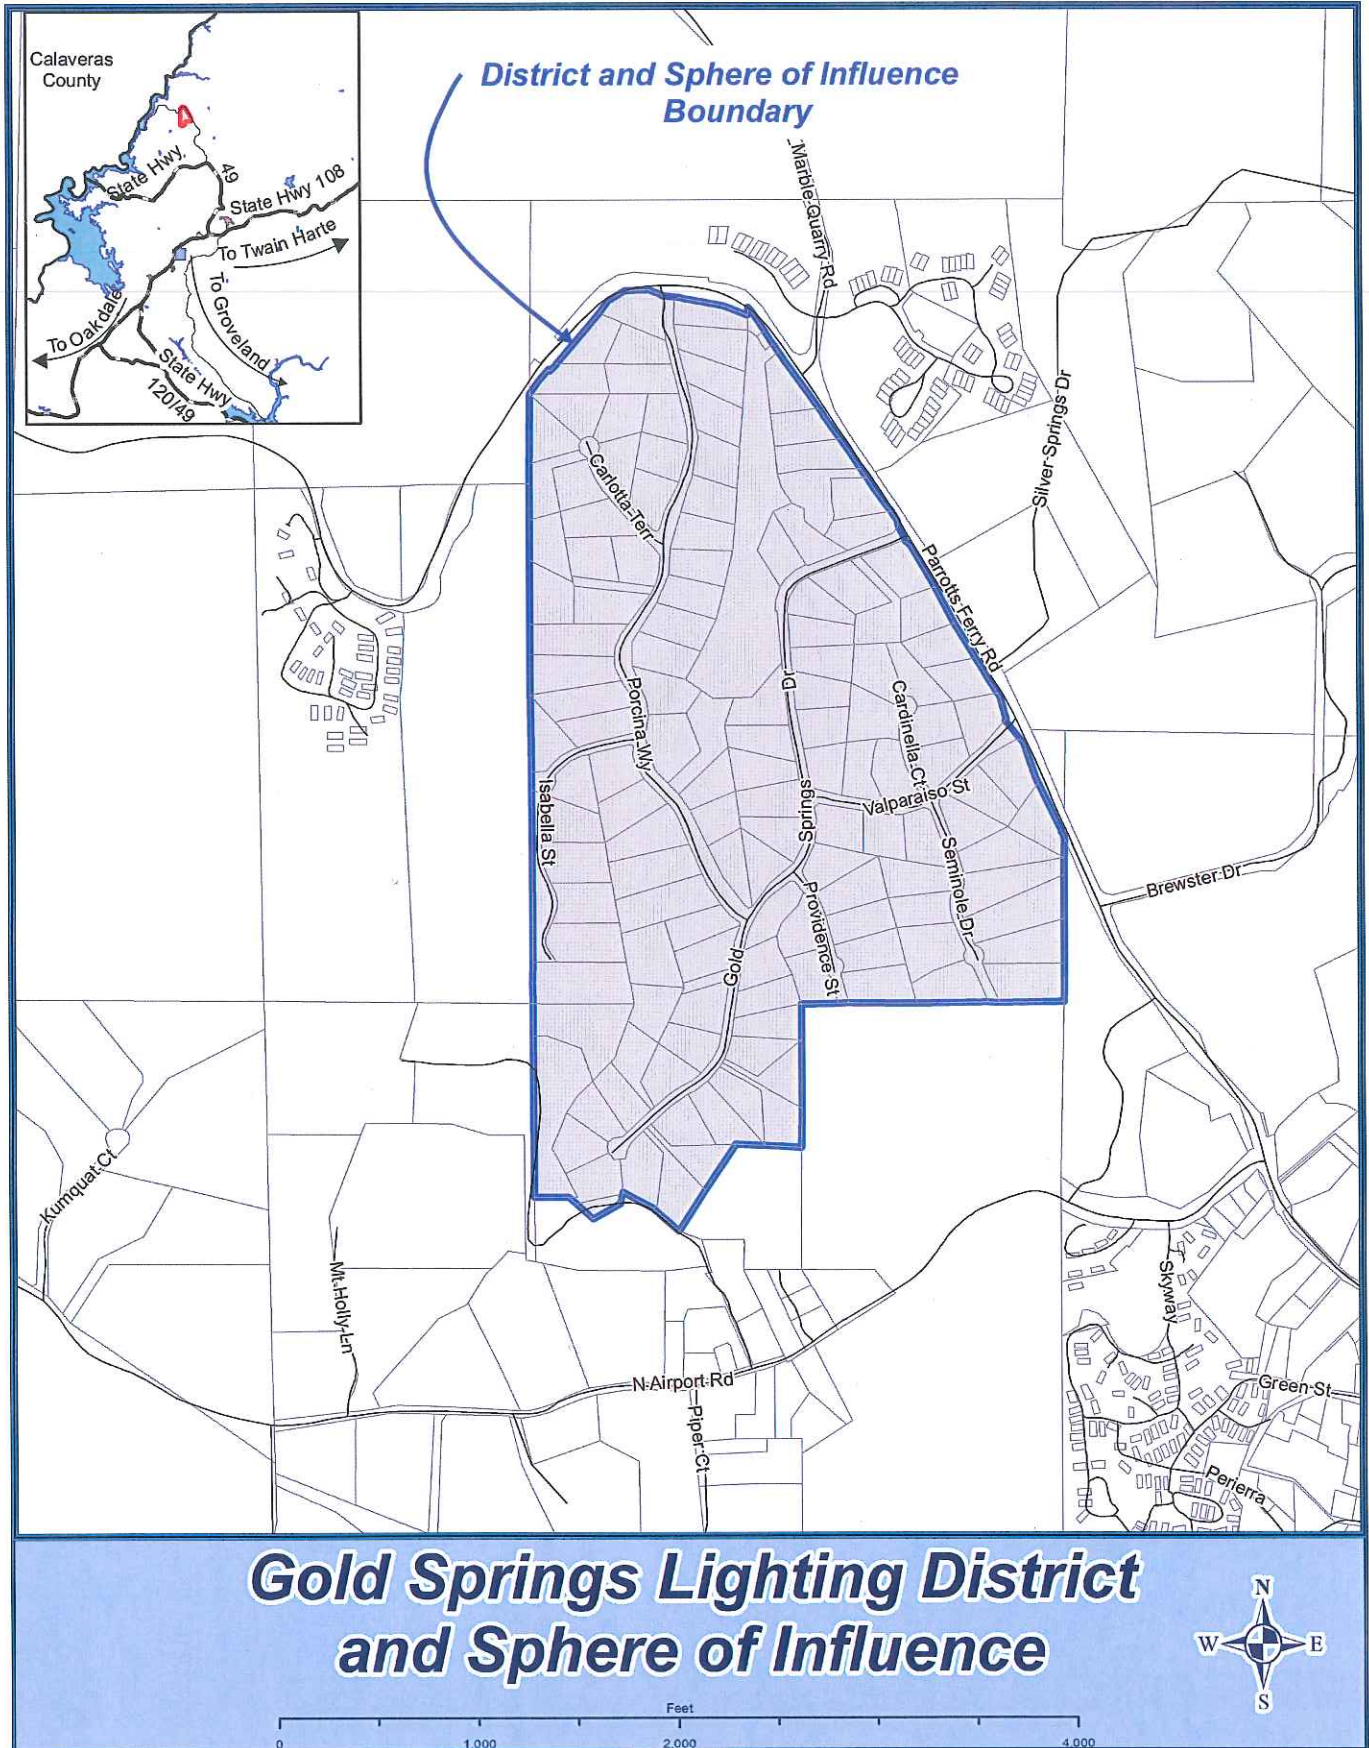 Calaveras
County
State Hwy
49
State Hwy 108
To Twain Harte
To Groveland
To Oakdale
State Hwy
120/49
District and Sphere of Influence
Boundary
Marble Quarry Rd
Silver Springs Dr
Carlotta Terr
Parrotts Ferry Rd
Porcina Wy
Dr
Cardinella Ct
Isabella St
Springs
Valparaiso St
Seminole Dr
Brewster Dr
Providence St
Gold
Kumquat Ct
Mt Holly Ln
Skyway
N Airport Rd
Green St
Piper Ct
Perierra
Gold Springs Lighting District
and Sphere of Influence
N
W E
S
Feet
0 1,000 2,000 4,000